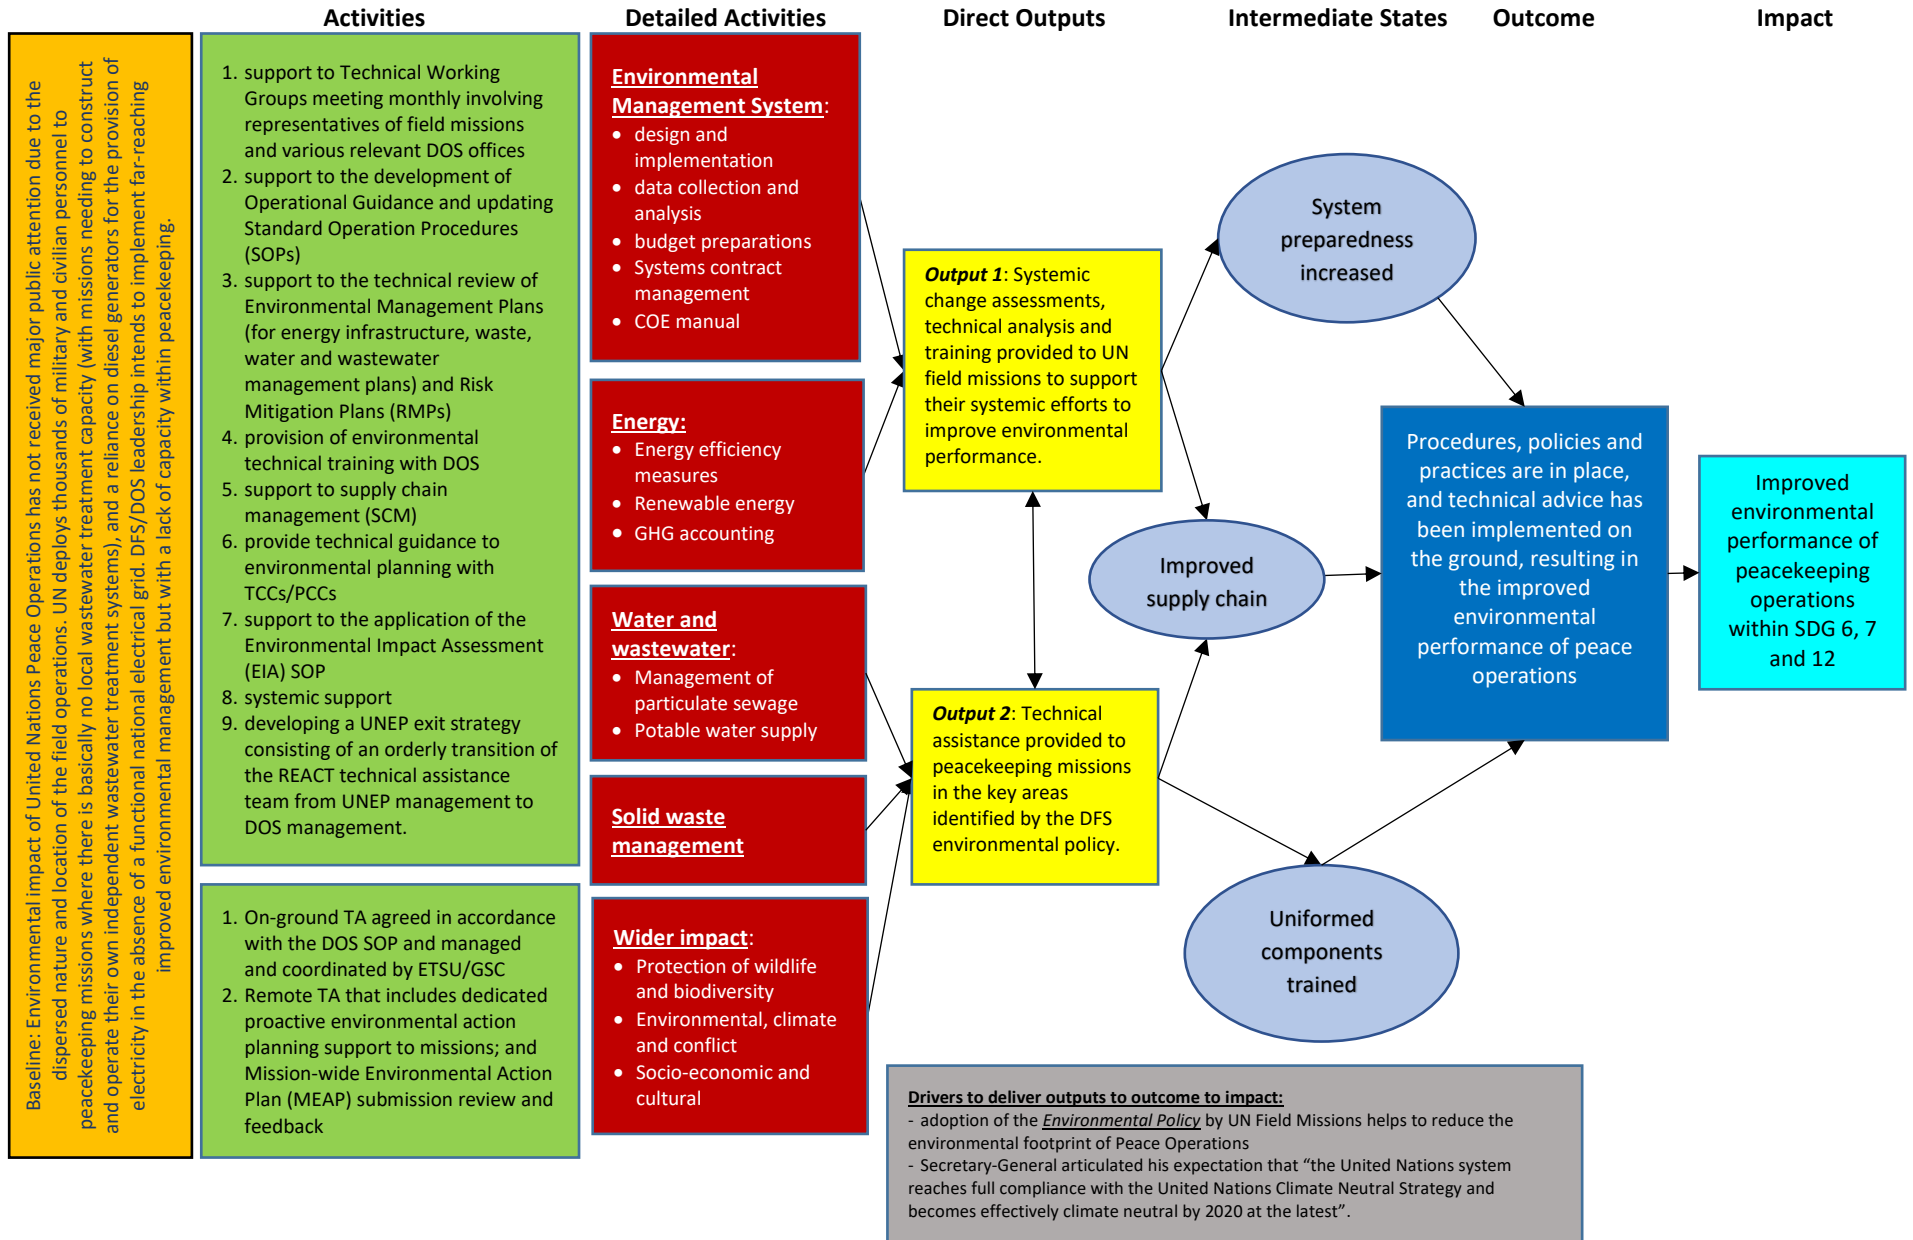 Activities
Detailed Activities
Direct Outputs
Intermediate States
Outcome
Impact
Baseline: Environmental impact of United Nations Peace Operations has not received major public attention due to the
dispersed nature and location of the field operations. UN deploys thousands of military and civilian personnel to
peacekeeping missions where there is basically no local wastewater treatment capacity (with missions needing to construct
and operate their own independent wastewater treatment systems), and a reliance on diesel generators for the provision of
electricity in the absence of a functional national electrical grid. DFS/DOS leadership intends to implement far-reaching
improved environmental management but with a lack of capacity within peacekeeping.
1. support to Technical Working
Groups meeting monthly involving
representatives of field missions
and various relevant DOS offices
2. support to the development of
Operational Guidance and updating
Standard Operation Procedures
(SOPs)
3. support to the technical review of
Environmental Management Plans
(for energy infrastructure, waste,
water and wastewater
management plans) and Risk
Mitigation Plans (RMPs)
4. provision of environmental
technical training with DOS
5. support to supply chain
management (SCM)
6. provide technical guidance to
environmental planning with
TCCs/PCCs
7. support to the application of the
Environmental Impact Assessment
(EIA) SOP
8. systemic support
9. developing a UNEP exit strategy
consisting of an orderly transition of
the REACT technical assistance
team from UNEP management to
DOS management.
1. On-ground TA agreed in accordance
with the DOS SOP and managed
and coordinated by ETSU/GSC
2. Remote TA that includes dedicated
proactive environmental action
planning support to missions; and
Mission-wide Environmental Action
Plan (MEAP) submission review and
feedback
Environmental
Management System:
• design and
implementation
• data collection and
analysis
• budget preparations
• Systems contract
management
• COE manual
Energy:
• Energy efficiency
measures
• Renewable energy
• GHG accounting
Water and
wastewater:
• Management of
particulate sewage
• Potable water supply
Solid waste
management
Wider impact:
• Protection of wildlife
and biodiversity
• Environmental, climate
and conflict
• Socio-economic and
cultural
Output 1: Systemic
change assessments,
technical analysis and
training provided to UN
field missions to support
their systemic efforts to
improve environmental
performance.
Output 2: Technical
assistance provided to
peacekeeping missions
in the key areas
identified by the DFS
environmental policy.
System
preparedness
increased
Improved
supply chain
Uniformed
components
trained
Procedures, policies and
practices are in place,
and technical advice has
been implemented on
the ground, resulting in
the improved
environmental
performance of peace
operations
Improved
environmental
performance of
peacekeeping
operations
within SDG 6, 7
and 12
Drivers to deliver outputs to outcome to impact:
- adoption of the Environmental Policy by UN Field Missions helps to reduce the
environmental footprint of Peace Operations
- Secretary-General articulated his expectation that “the United Nations system
reaches full compliance with the United Nations Climate Neutral Strategy and
becomes effectively climate neutral by 2020 at the latest”.